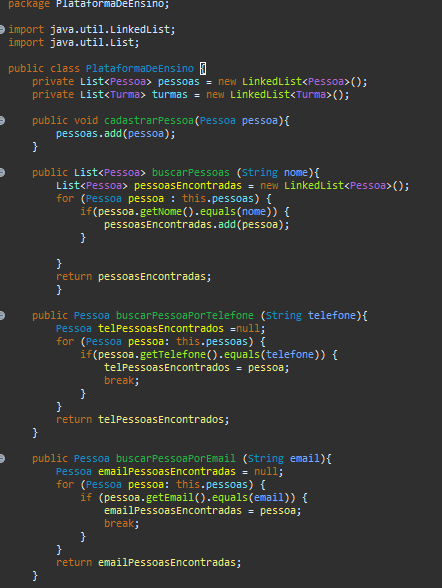 package PlataformaDeEnsino;
import java.util.LinkedList;
import java.util.List;
public class PlataformaDeEnsino {
private List<Pessoa> pessoas = new LinkedList<Pessoa>();
private List<Turma> turmas = new LinkedList<Turma>();
public void cadastrarPessoa(Pessoa pessoa){
pessoas.add(pessoa);
}
public List<Pessoa> buscarPessoas (String nome){
List<Pessoa> pessoasEncontradas = new LinkedList<Pessoa>();
for (Pessoa pessoa : this.pessoas) {
if(pessoa.getNome().equals(nome)) {
pessoasEncontradas.add(pessoa);
}
}
return pessoasEncontradas;
}
public Pessoa buscarPessoaPorTelefone (String telefone){
Pessoa telPessoasEncontrados =null;
for (Pessoa pessoa: this.pessoas) {
if(pessoa.getTelefone().equals(telefone)) {
telPessoasEncontrados = pessoa;
break;
}
}
return telPessoasEncontrados;
}
public Pessoa buscarPessoaPorEmail (String email){
Pessoa emailPessoasEncontradas = null;
for (Pessoa pessoa: this.pessoas) {
if (pessoa.getEmail().equals(email)) {
emailPessoasEncontradas = pessoa;
break;
}
}
return emailPessoasEncontradas;
}